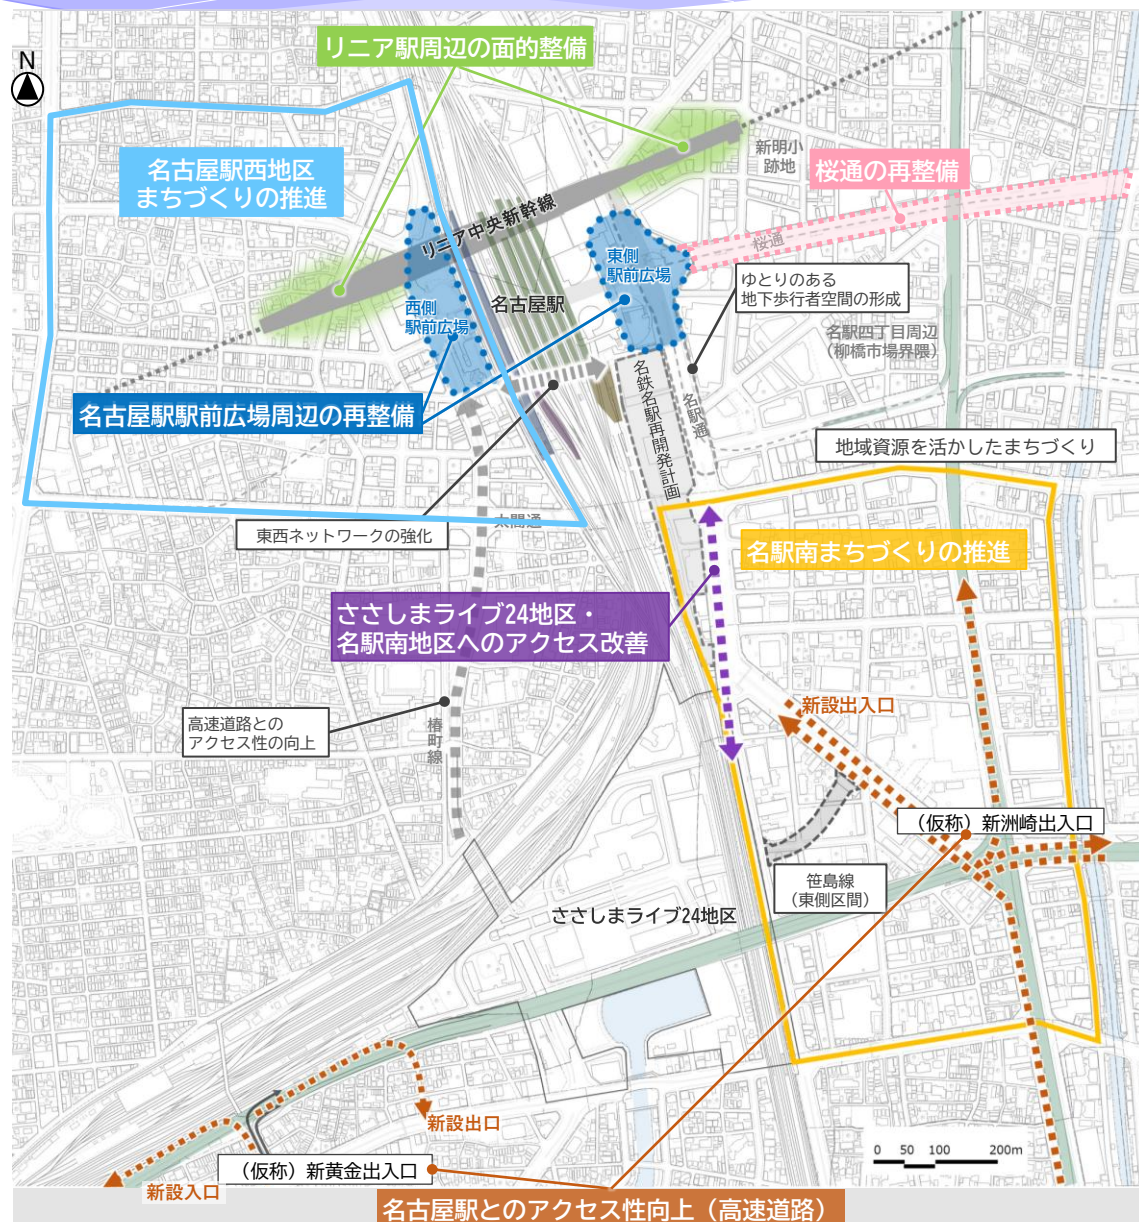 リニア駅周辺の面的整備
N
名古屋駅西地区
まちづくりの推進
新明小
跡地
桜通の再整備
リニア中央新幹線
桜通
東側
駅前広場
ゆとりのある
地下歩行者空間の形成
西側
駅前広場
名古屋駅
名駅四丁目周辺
（柳橋市場界隈）
名鉄名駅再開発計画
名駅通
名古屋駅駅前広場周辺の再整備
地域資源を活かしたまちづくり
太閤通
東西ネットワークの強化
名駅南まちづくりの推進
ささしまライブ24地区・
名駅南地区へのアクセス改善
新設出入口
高速道路との
アクセス性の向上
椿町線
（仮称）新洲崎出入口
笹島線
（東側区間）
ささしまライブ24地区
新設出口
0 50 100 200m
（仮称）新黄金出入口
新設入口
名古屋駅とのアクセス性向上（高速道路）